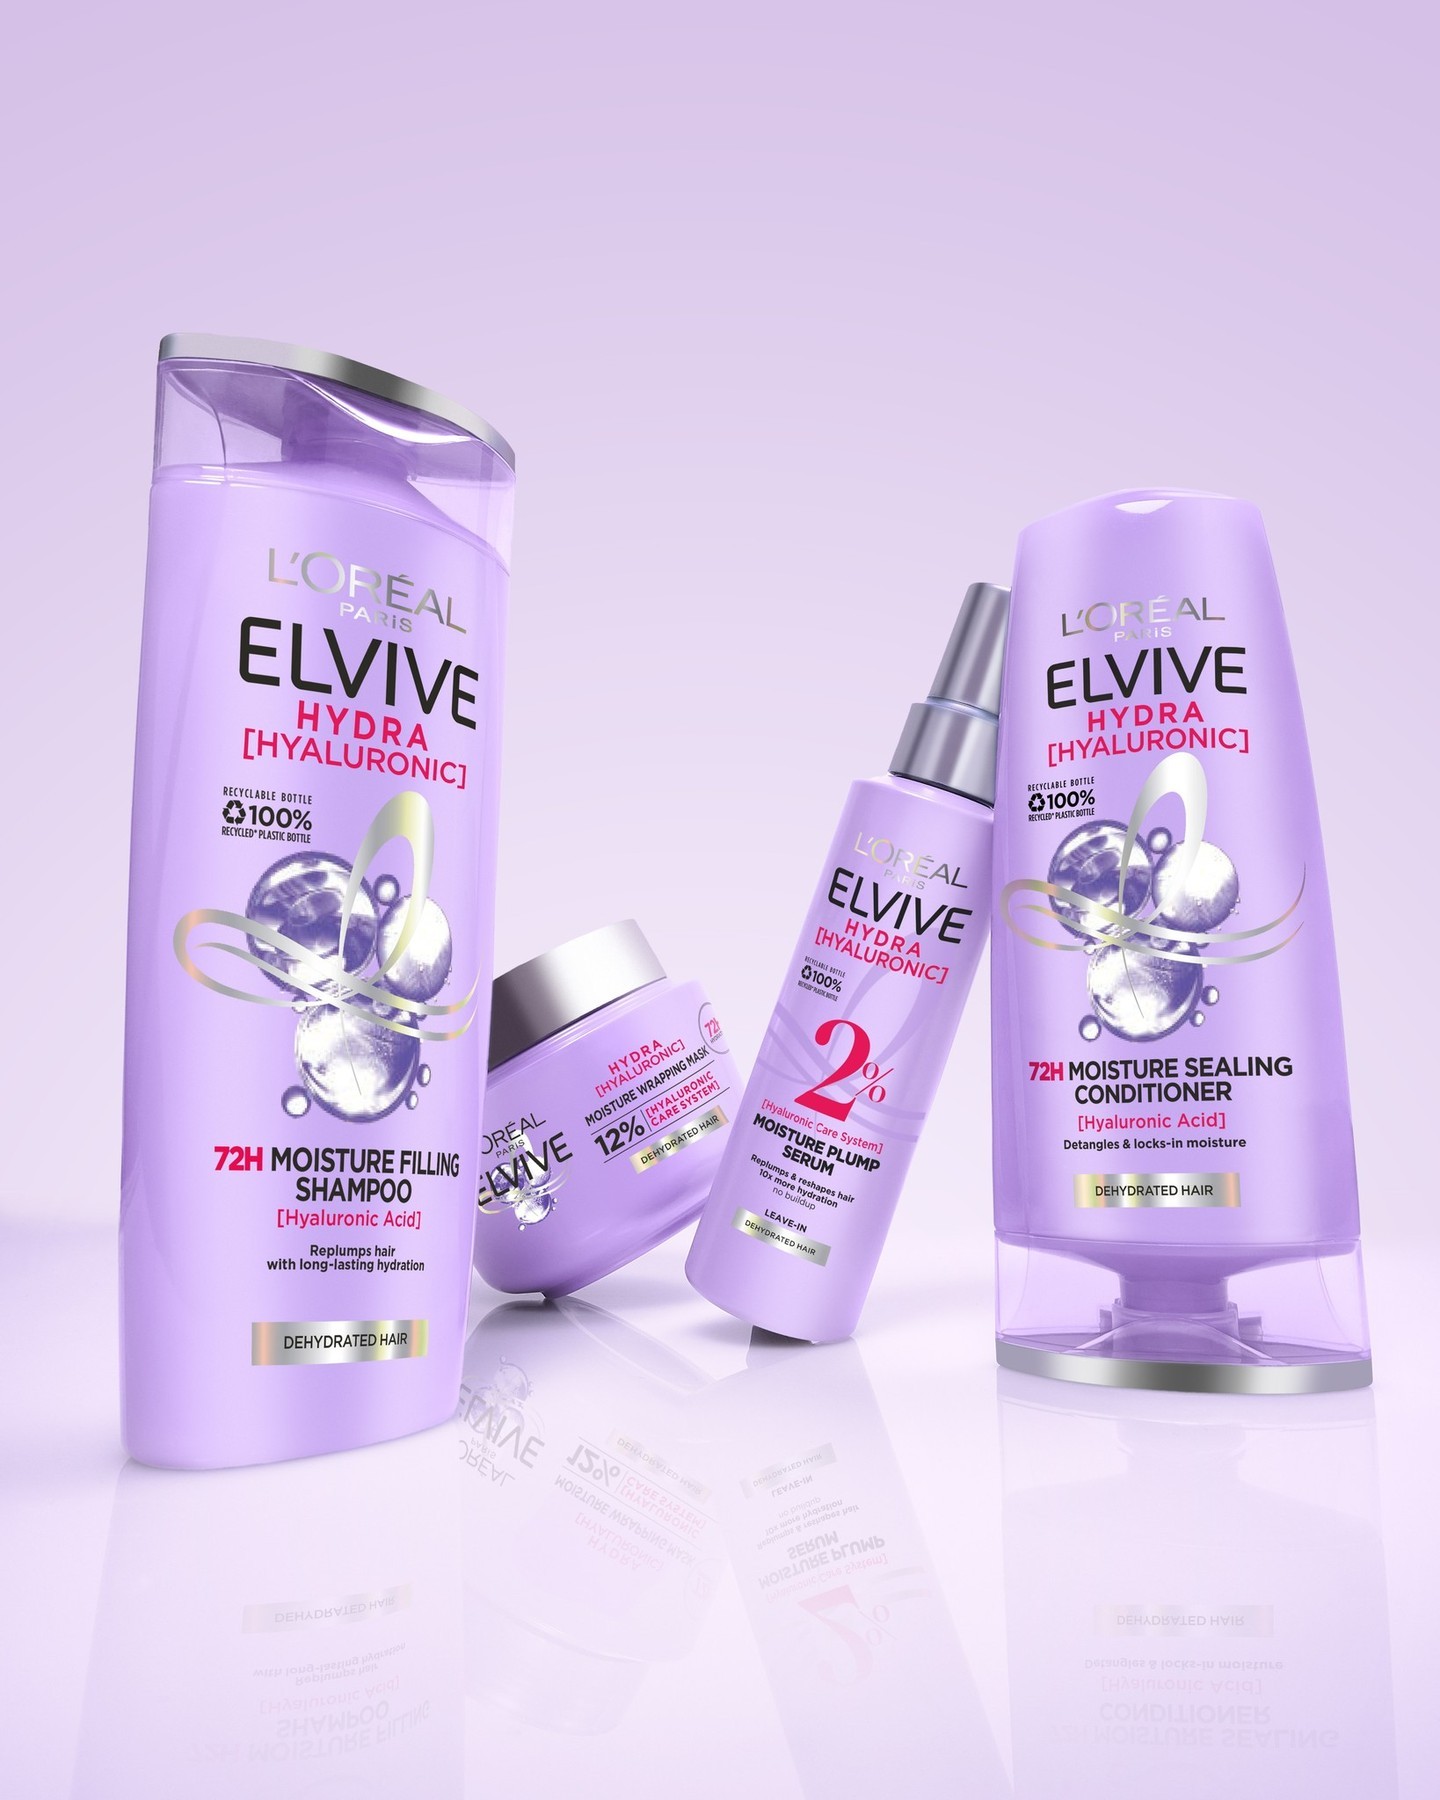 L'ORÉAL
PARIS
ELVIVE
HYDRA
[HYALURONIC]
RECYCLABLE BOTTLE
100%
RECYCLED* PLASTIC BOTTLE
72H MOISTURE FILLING
SHAMPOO
[Hyaluronic Acid]
Replumps hair
with long-lasting hydration
DEHYDRATED HAIR
ORÉAL
PARIS
ELVIVE
HYDRA
[HYALURONIC]
MOISTURE WRAPPING MASK
12%
[HYALURONIC
CARE SYSTEM]
DEHYDRATED HAIR
L'ORÉAL
PARIS
ELVIVE
HYDRA
[HYALURONIC]
RECYCLABLE BOTTLE
100%
RECYCLED* PLASTIC BOTTLE
2%
[Hyaluronic Care System]
MOISTURE PLUMP
SERUM
Replumps & reshapes hair
10x more hydration
no buildup
LEAVE-IN
DEHYDRATED HAIR
L'ORÉAL
PARIS
ELVIVE
HYDRA
[HYALURONIC]
RECYCLABLE BOTTLE
100%
RECYCLED* PLASTIC BOTTLE
72H MOISTURE SEALING
CONDITIONER
[Hyaluronic Acid]
Detangles & locks-in moisture
DEHYDRATED HAIR